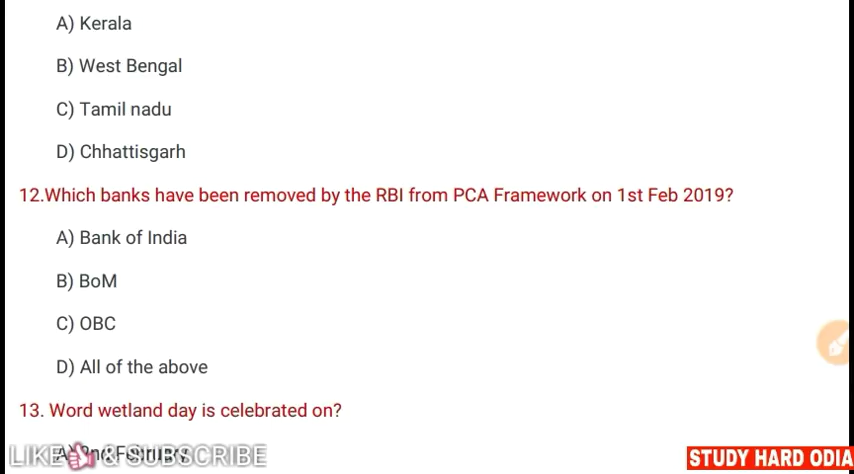 A) Kerala
B) West Bengal
C) Tamil nadu
D) Chhattisgarh
12.Which banks have been removed by the RBI from PCA Framework on 1st Feb 2019?
A) Bank of India
B) BoM
C) OBC
D) All of the above
13. Word wetland day is celebrated on?
A) 2nd February
LIKE & SUBSCRIBE
STUDY HARD ODIA